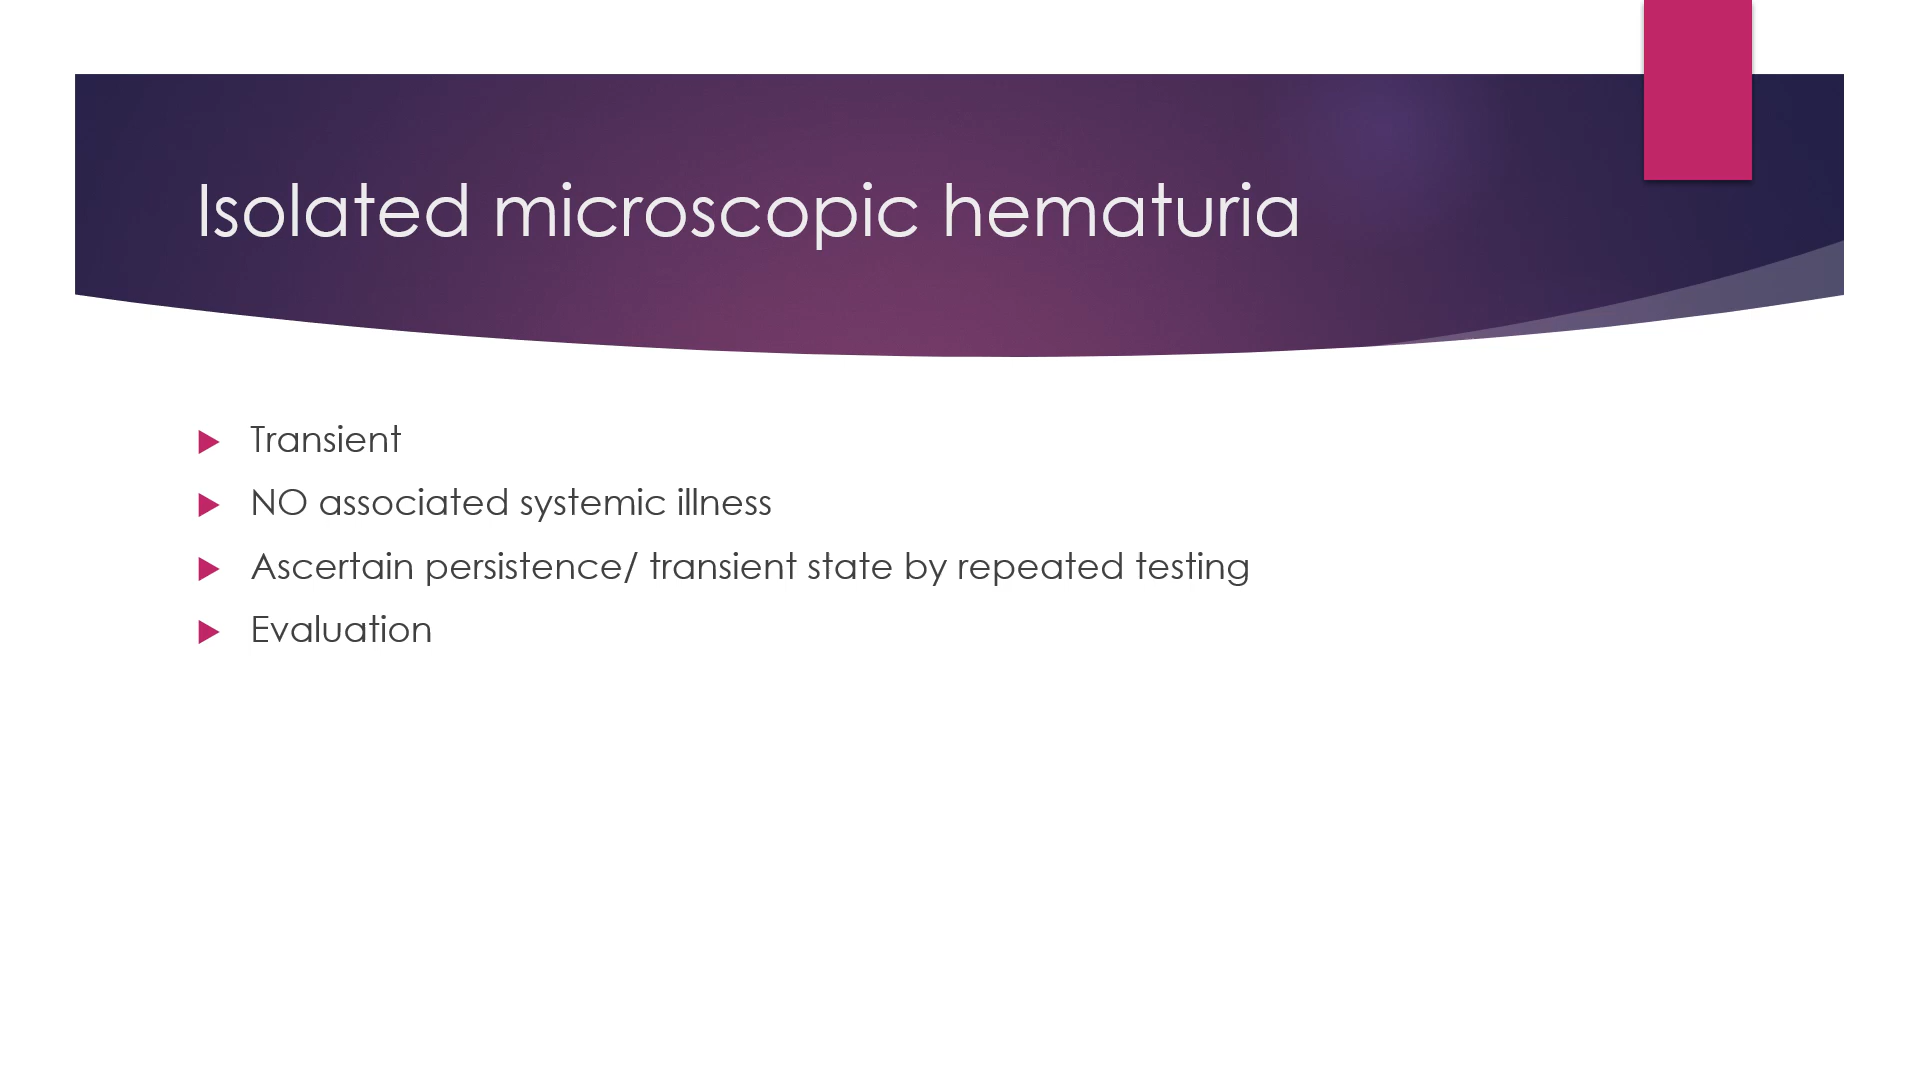 Isolated microscopic hematuria
Transient
NO associated systemic illness
Ascertain persistence/ transient state by repeated testing
Evaluation